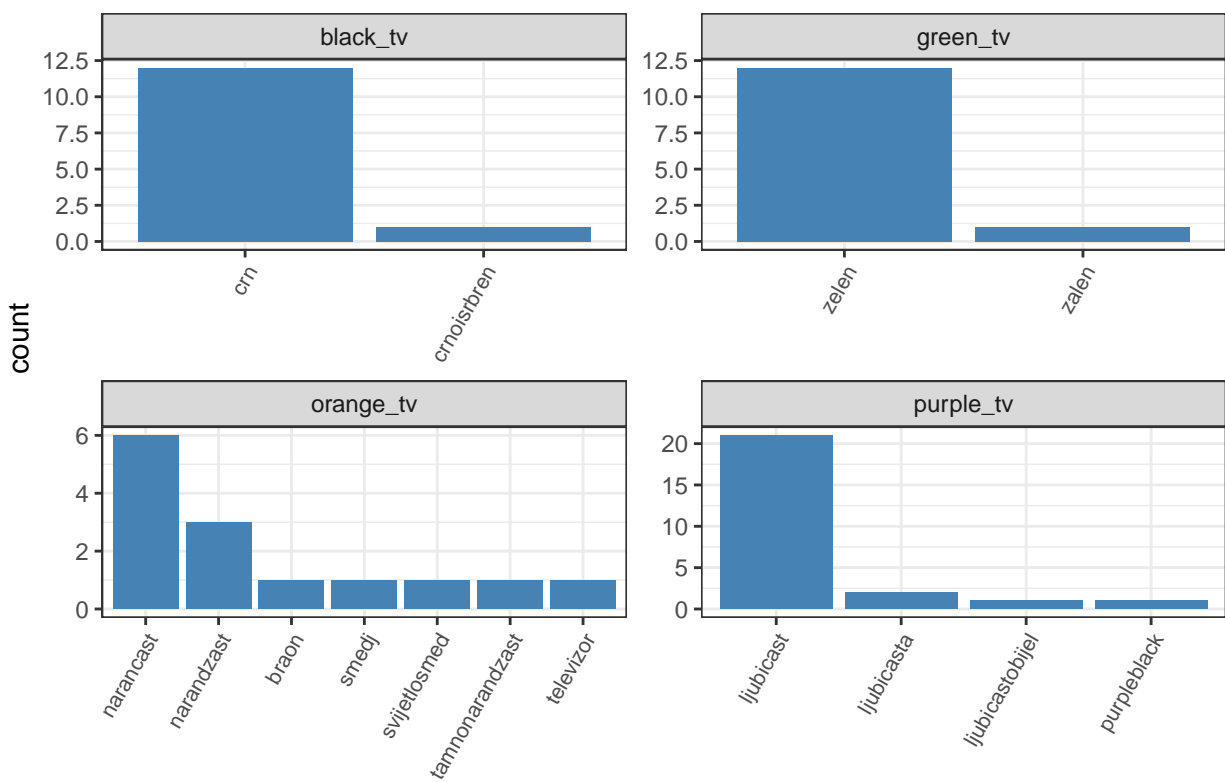 black_tv
12.5
10.0
7.5
5.0
2.5
0.0
crn
crnoisrbren
green_tv
12.5
10.0
7.5
5.0
2.5
0.0
zelen
zalen
count
orange_tv
6
4
2
0
narancast
narandzast
braon
smedj
svijetlosmed
tamnonarandzast
televizor
purple_tv
20
15
10
5
0
ljubicast
ljubicasta
ljubicastobijel
purpleblack